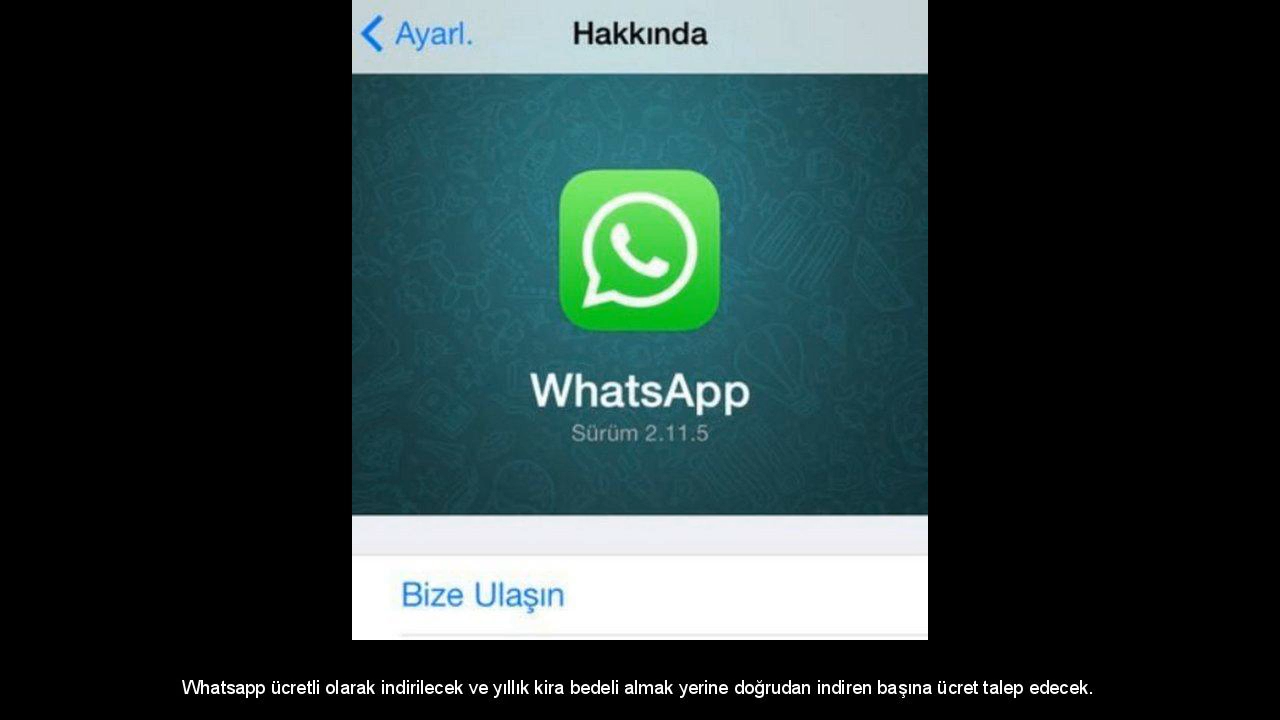 Ayarl.
Hakkında
WhatsApp
Sürüm 2.11.5
Bize Ulaşın
Whatsapp ücretli olarak indirilecek ve yıllık kira bedeli almak yerine doğrudan indiren başına ücret talep edecek.